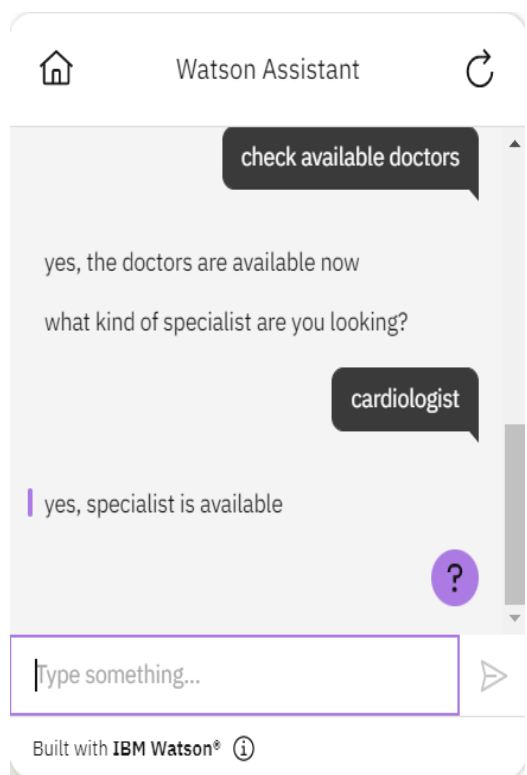 Watson Assistant
check available doctors
yes, the doctors are available now
what kind of specialist are you looking?
cardiologist
yes, specialist is available
?
Type something...
Built with IBM Watson®